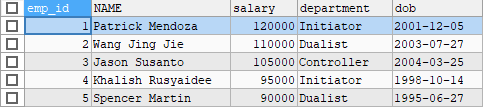 emp_id NAME salary department dob
1 Patrick Mendoza 120000 Initiator 2001-12-05
2 Wang Jing Jie 110000 Dualist 2003-07-27
3 Jason Susanto 105000 Controller 2004-03-25
4 Khalish Rusyaidee 95000 Initiator 1998-10-14
5 Spencer Martin 90000 Dualist 1995-06-27